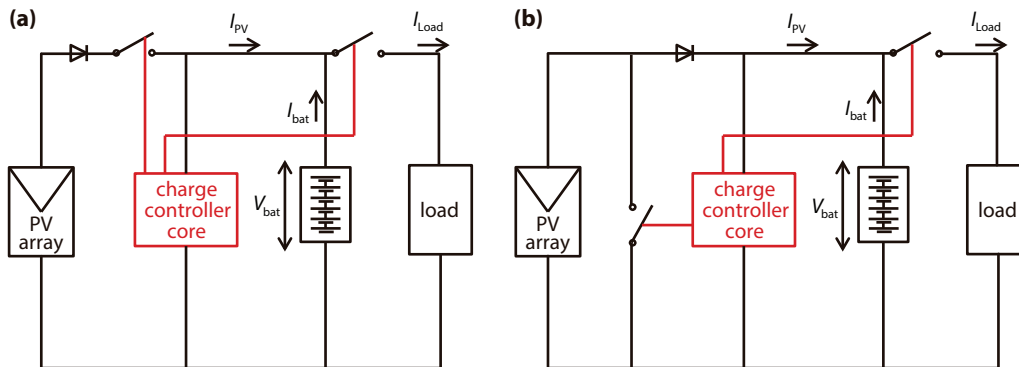 (a)
I_PV
I_Load
I_bat
PV
array
charge
controller
core
V_bat
load
(b)
I_PV
I_Load
I_bat
PV
array
charge
controller
core
V_bat
load